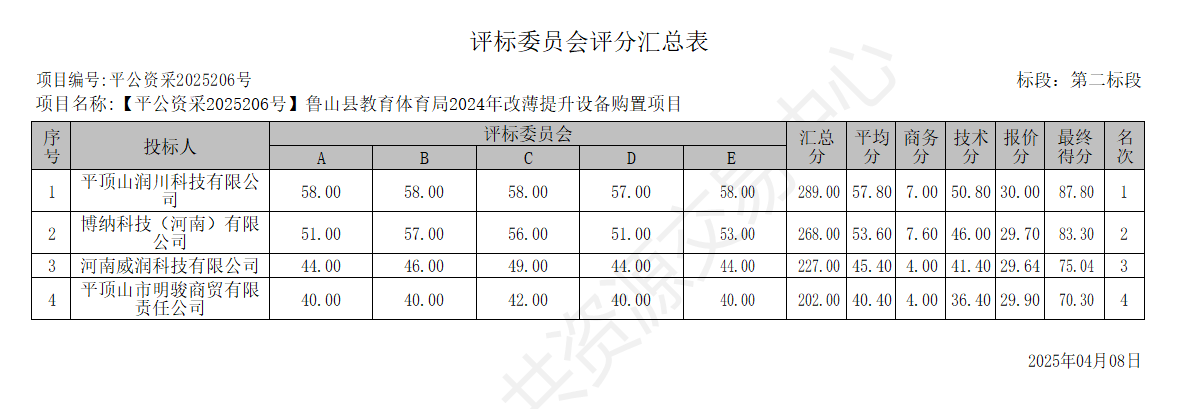 评标委员会评分汇总表
项目编号:平公资采2025206号 标段：第二标段
项目名称:【平公资采2025206号】鲁山县教育体育局2024年改薄提升设备购置项目
序号 投标人 评标委员会 汇总分 平均分 商务分 技术分 报价分 最终得分 名次
A B C D E
1 平顶山润川科技有限公司 58.00 58.00 58.00 57.00 58.00 289.00 57.80 7.00 50.80 30.00 87.80 1
2 博纳科技（河南）有限公司 51.00 57.00 56.00 51.00 53.00 268.00 53.60 7.60 46.00 29.70 83.30 2
3 河南威润科技有限公司 44.00 46.00 49.00 44.00 44.00 227.00 45.40 4.00 41.40 29.64 75.04 3
4 平顶山市明骏商贸有限责任公司 40.00 40.00 42.00 40.00 40.00 202.00 40.40 4.00 36.40 29.90 70.30 4
2025年04月08日
共资源交易中心